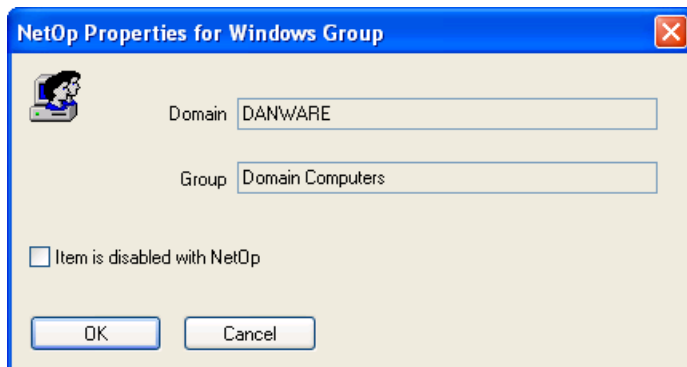 NetOp Properties for Windows Group
Domain DANWARE
Group Domain Computers
Item is disabled with NetOp
OK Cancel